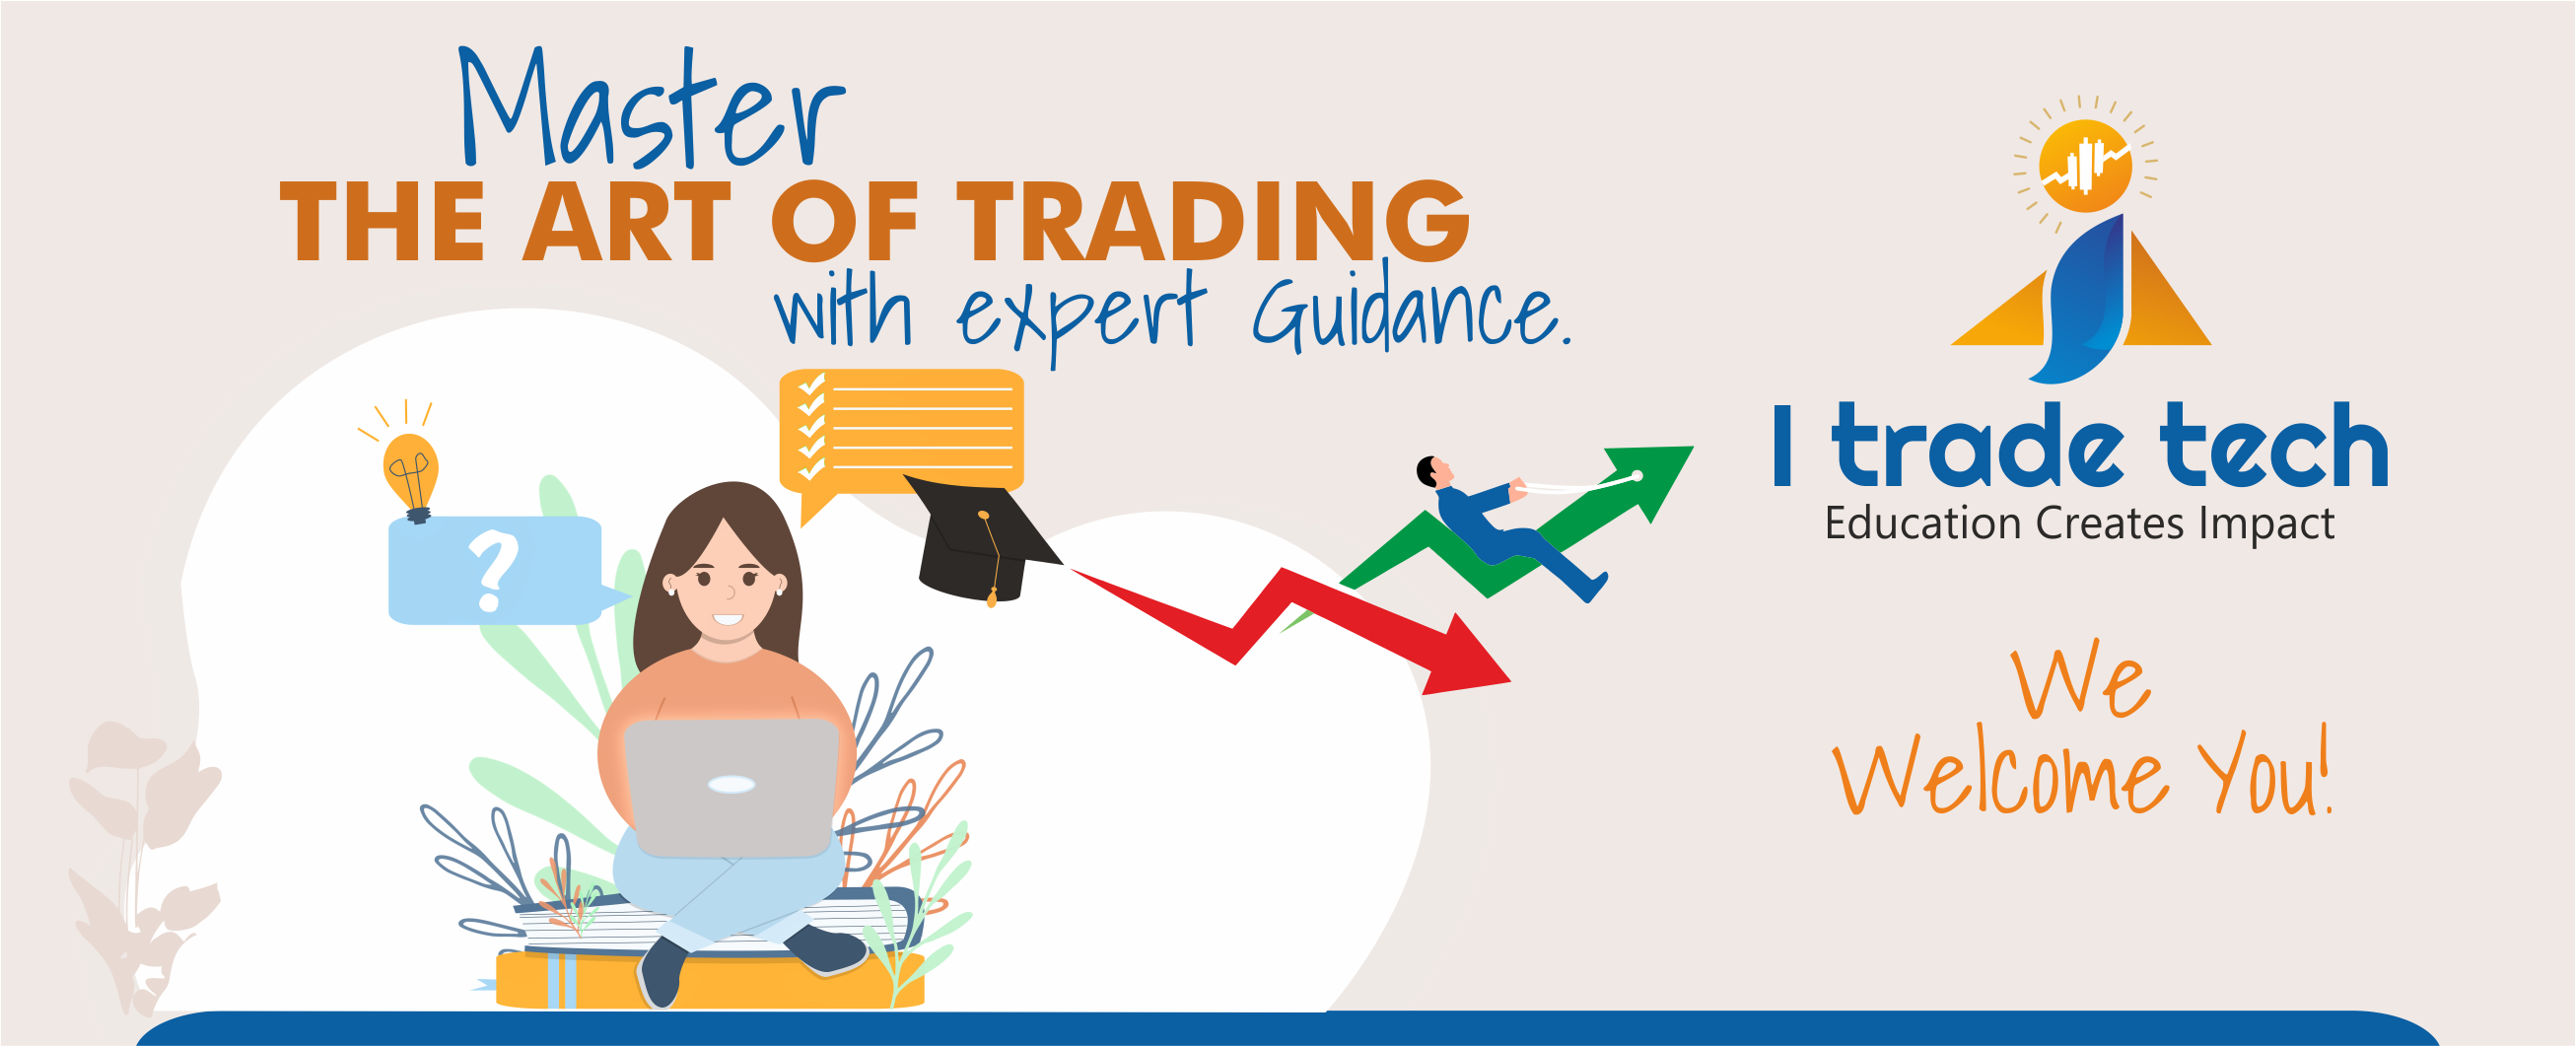 Master
THE ART OF TRADING
with expert Guidance.
?
I trade tech
Education Creates Impact
We
Welcome You!